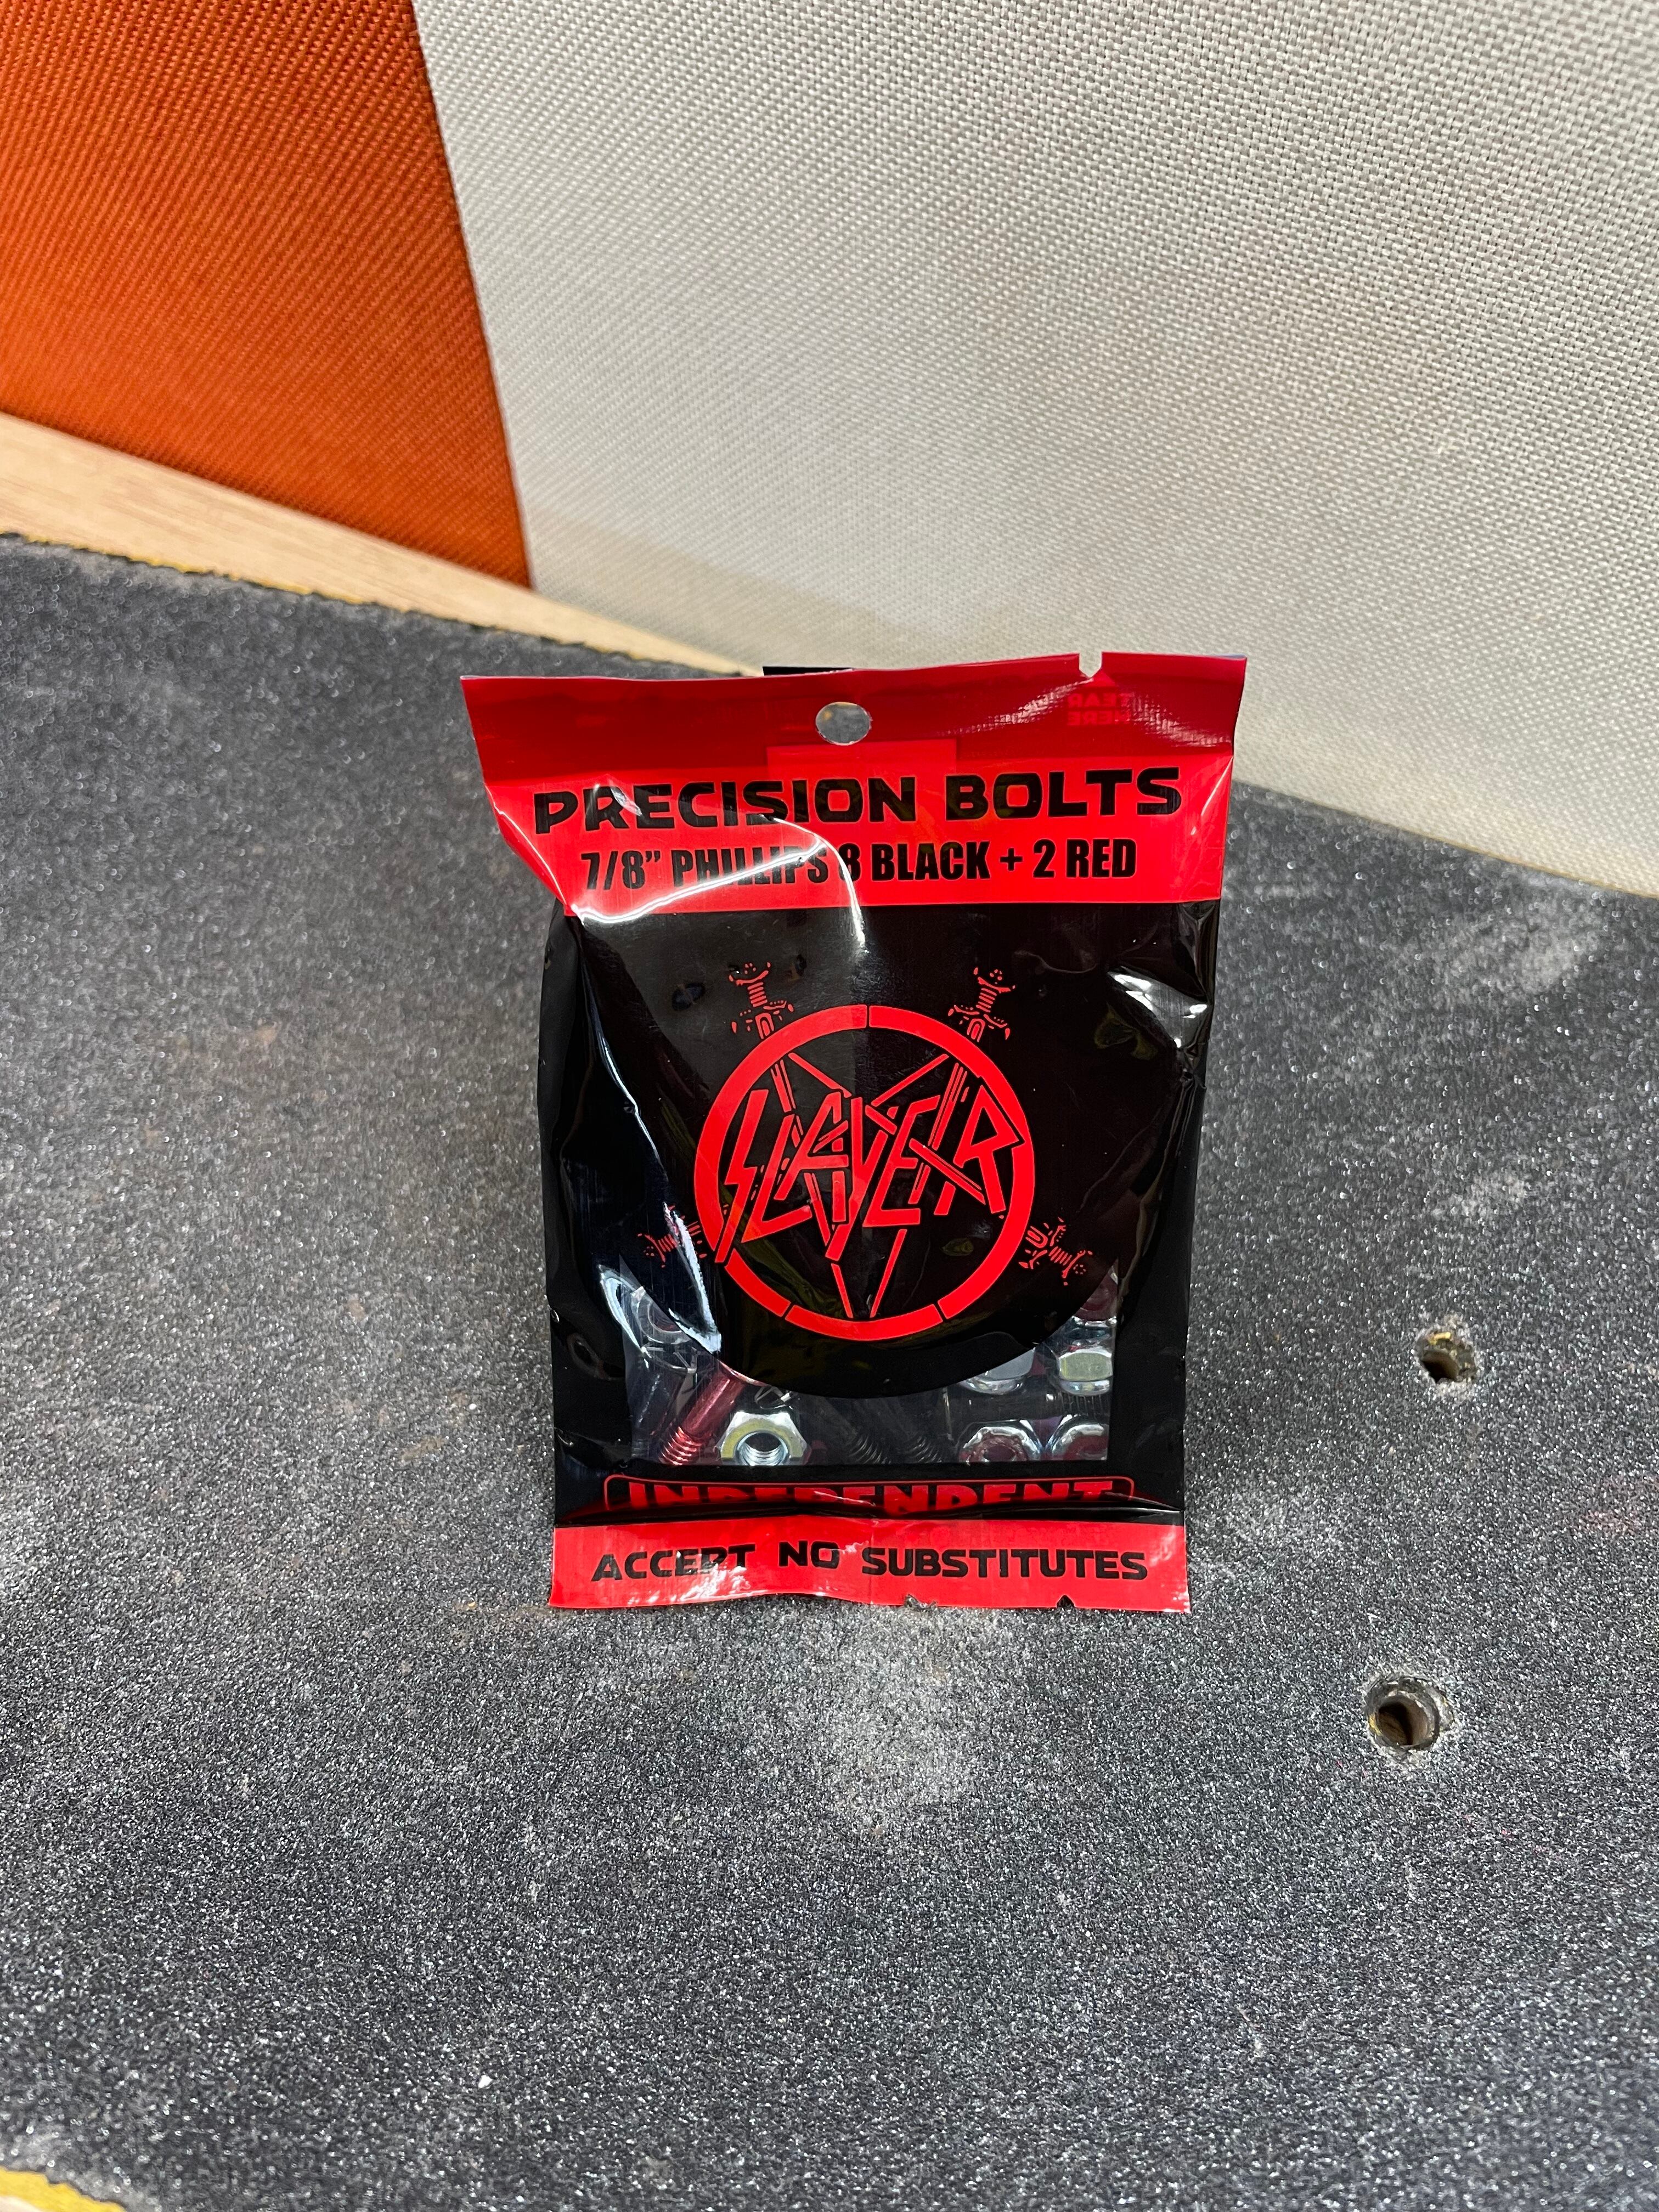 PRECISION BOLTS
7/8” PHILLIPS 8 BLACK + 2 RED
SLAYER
INDEPENDENT
ACCEPT NO SUBSTITUTES